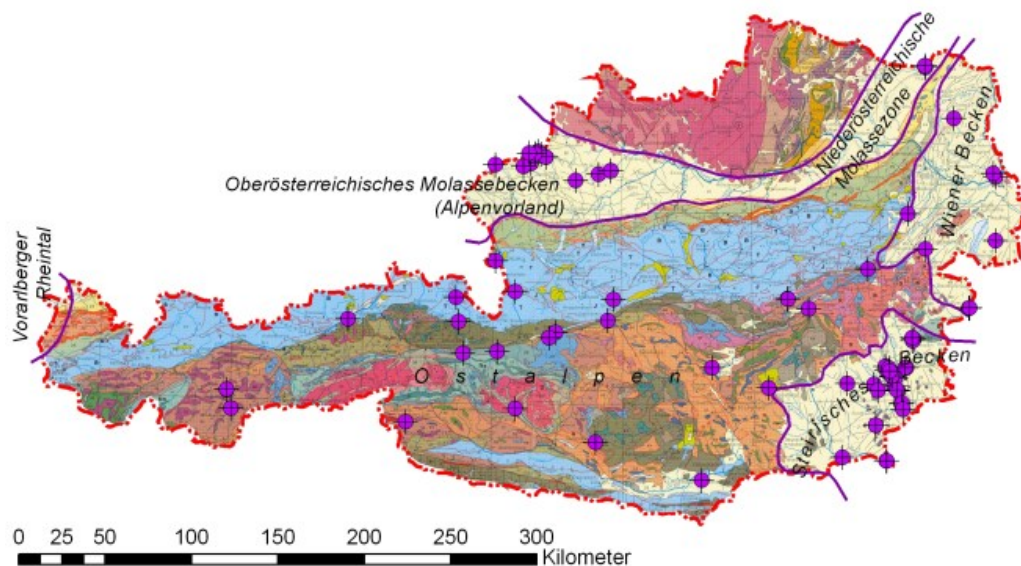 Niederösterreichische
Molassezone
Wiener Becken
Oberösterreichisches Molassebecken
(Alpenvorland)
Vorarlberger
Rheintal
Ostalpen
Steirisches Becken
0 25 50 100 150 200 250 300
Kilometer